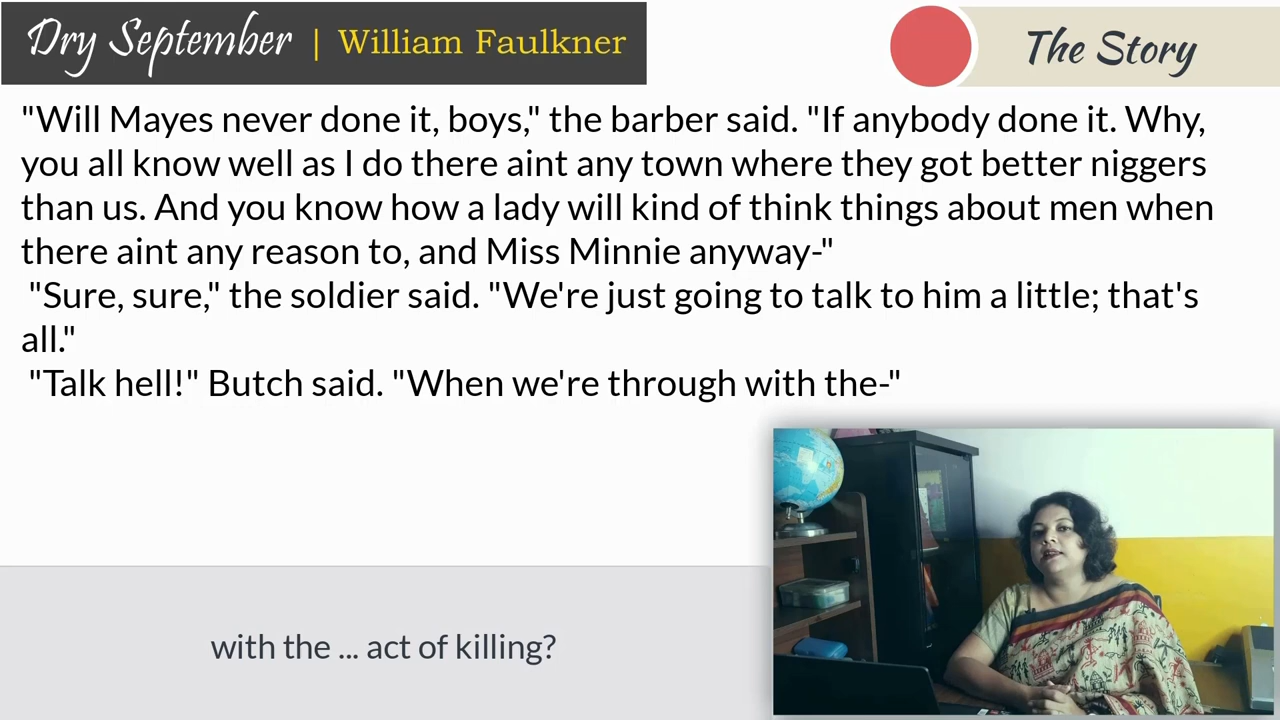 Dry September | William Faulkner
The Story
"Will Mayes never done it, boys," the barber said. "If anybody done it. Why,
you all know well as I do there aint any town where they got better niggers
than us. And you know how a lady will kind of think things about men when
there aint any reason to, and Miss Minnie anyway-"
"Sure, sure," the soldier said. "We're just going to talk to him a little; that's
all."
"Talk hell!" Butch said. "When we're through with the-"
with the ... act of killing?